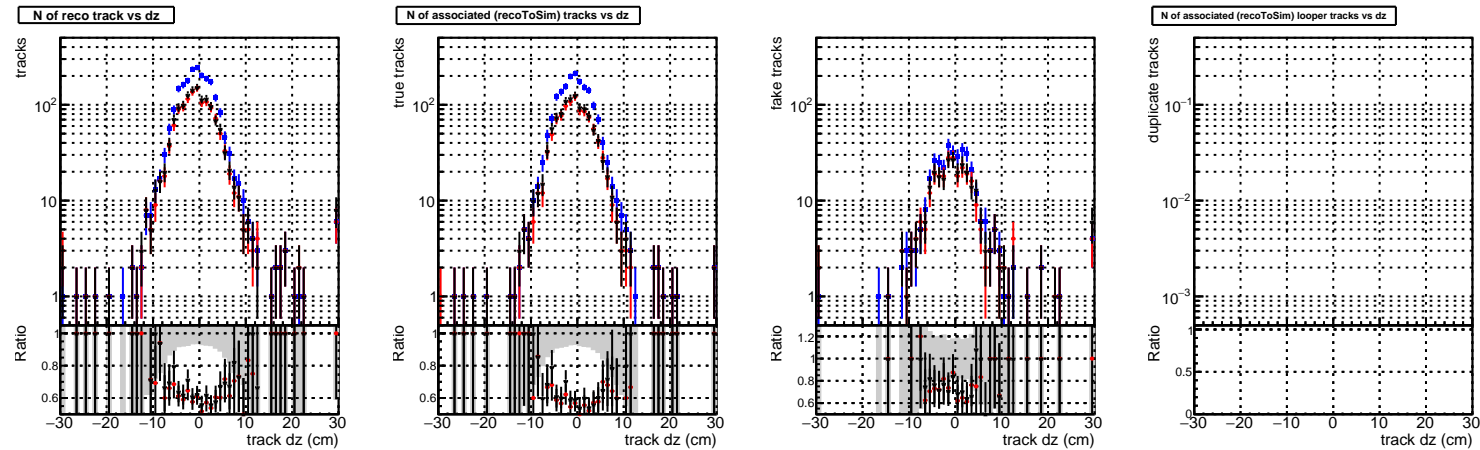 N of reco track vs dz
tracks
10²
10
1
Ratio
1
0.8
0.6
−30 −20 −10 0 10 20 30
track dz (cm)
N of associated (recoToSim) tracks vs dz
true tracks
10²
10
1
Ratio
1
0.8
0.6
−30 −20 −10 0 10 20 30
track dz (cm)
fake tracks
10²
10
1
Ratio
1.2
1
0.8
0.6
−30 −20 −10 0 10 20 30
track dz (cm)
N of associated (recoToSim) looper tracks vs dz
duplicate tracks
10⁻¹
10⁻²
10⁻³
Ratio
1
0.5
0
−30 −20 −10 0 10 20 30
track dz (cm)